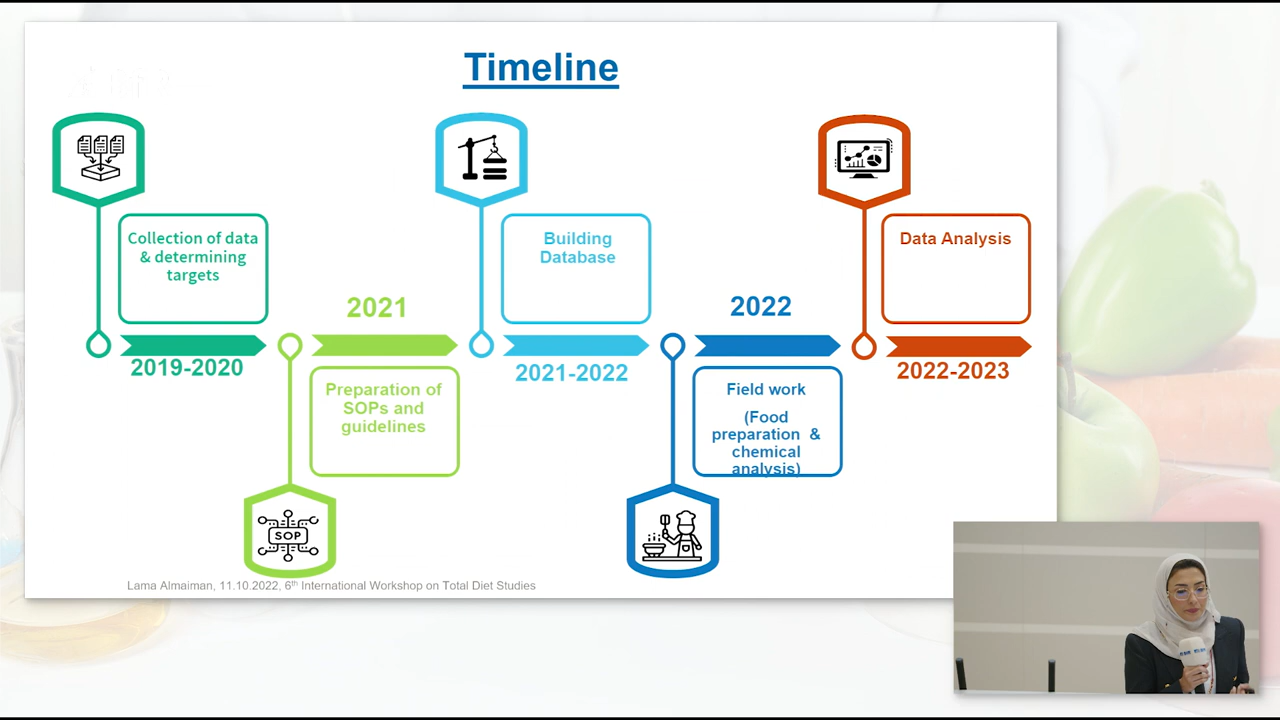 Timeline
Collection of data
& determining
targets
2019-2020
2021
Preparation of
SOPs and
guidelines
SOP
Building
Database
2021-2022
2022
Field work
(Food
preparation &
chemical
analysis)
Data Analysis
2022-2023
Lama Almaiman, 11.10.2022, 6th International Workshop on Total Diet Studies